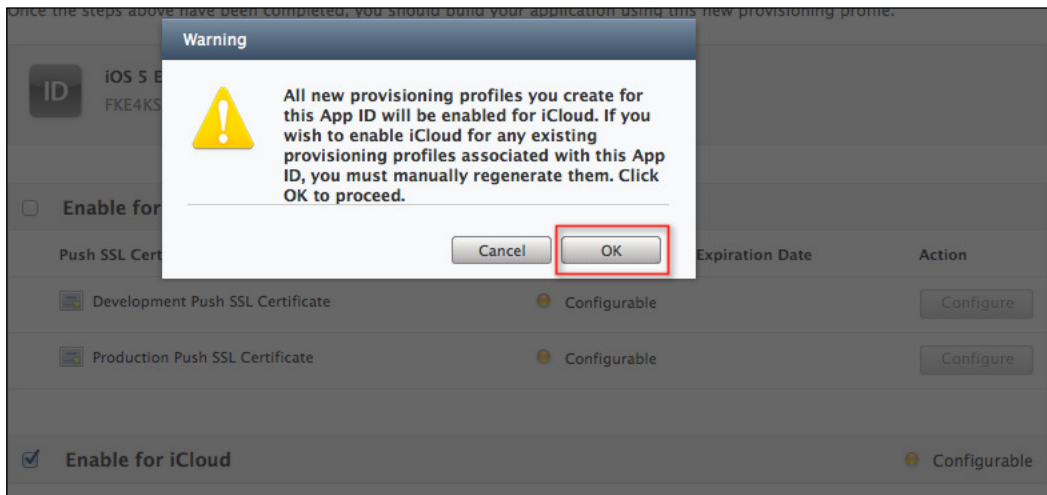 Once the steps above have been completed, you should build your application using this new provisioning profile.
Warning
ID
iOS 5 E
FKE4KS
All new provisioning profiles you create for
this App ID will be enabled for iCloud. If you
wish to enable iCloud for any existing
provisioning profiles associated with this App
ID, you must manually regenerate them. Click
OK to proceed.
Cancel
OK
Enable for
Push SSL Cert
Expiration Date
Action
Development Push SSL Certificate
Configurable
Configure
Production Push SSL Certificate
Configurable
Configure
Enable for iCloud
Configurable